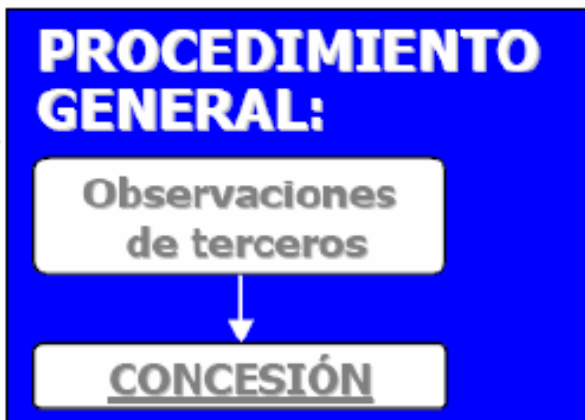 PROCEDIMIENTO
GENERAL:
Observaciones
de terceros
CONCESIÓN